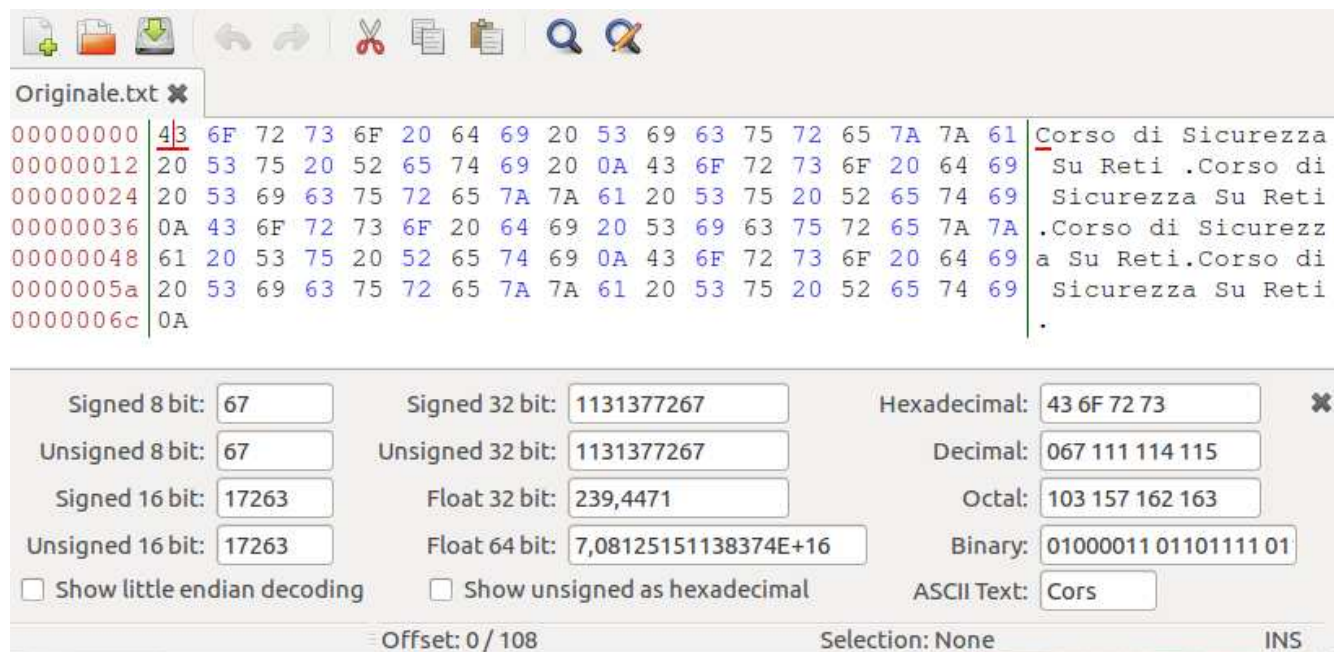 Originale.txt
00000000 43 6F 72 73 6F 20 64 69 20 53 69 63 75 72 65 7A 7A 61 Corso di Sicurezza
00000012 20 53 75 20 52 65 74 69 20 0A 43 6F 72 73 6F 20 64 69 Su Reti .Corso di
00000024 20 53 69 63 75 72 65 7A 7A 61 20 53 75 20 52 65 74 69 Sicurezza Su Reti
00000036 0A 43 6F 72 73 6F 20 64 69 20 53 69 63 75 72 65 7A 7A .Corso di Sicurezz
00000048 61 20 53 75 20 52 65 74 69 0A 43 6F 72 73 6F 20 64 69 a Su Reti.Corso di
0000005a 20 53 69 63 75 72 65 7A 7A 61 20 53 75 20 52 65 74 69 Sicurezza Su Reti
0000006c 0A .
Signed 8 bit: 67 Signed 32 bit: 1131377267 Hexadecimal: 43 6F 72 73
Unsigned 8 bit: 67 Unsigned 32 bit: 1131377267 Decimal: 067 111 114 115
Signed 16 bit: 17263 Float 32 bit: 239,4471 Octal: 103 157 162 163
Unsigned 16 bit: 17263 Float 64 bit: 7,08125151138374E+16 Binary: 01000011 01101111 01
Show little endian decoding Show unsigned as hexadecimal ASCII Text: Cors
Offset: 0 / 108 Selection: None INS